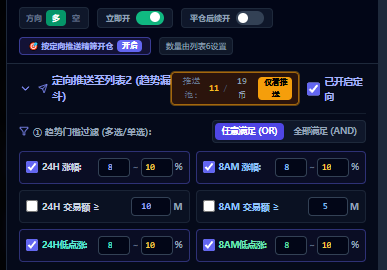 方向 多 空 立即开 平仓后续开
🎯 按定向推送精筛开仓 开启 数量由列表6设置
定向推送至列表2 (趋势漏斗) 推送池: 11 / 19 币 推送 已开启定向
① 趋势门槛过滤 (多选/单选): 任意满足 (OR) 全部满足 (AND)
24H 涨幅: 8 – 10 % 8AM 涨幅: 8 – 10 %
24H 交易额 ≥ 10 M 8AM 交易额 ≥ 5 M
24H低点涨: 8 – 10 % 8AM低点涨: 8 – 10 %